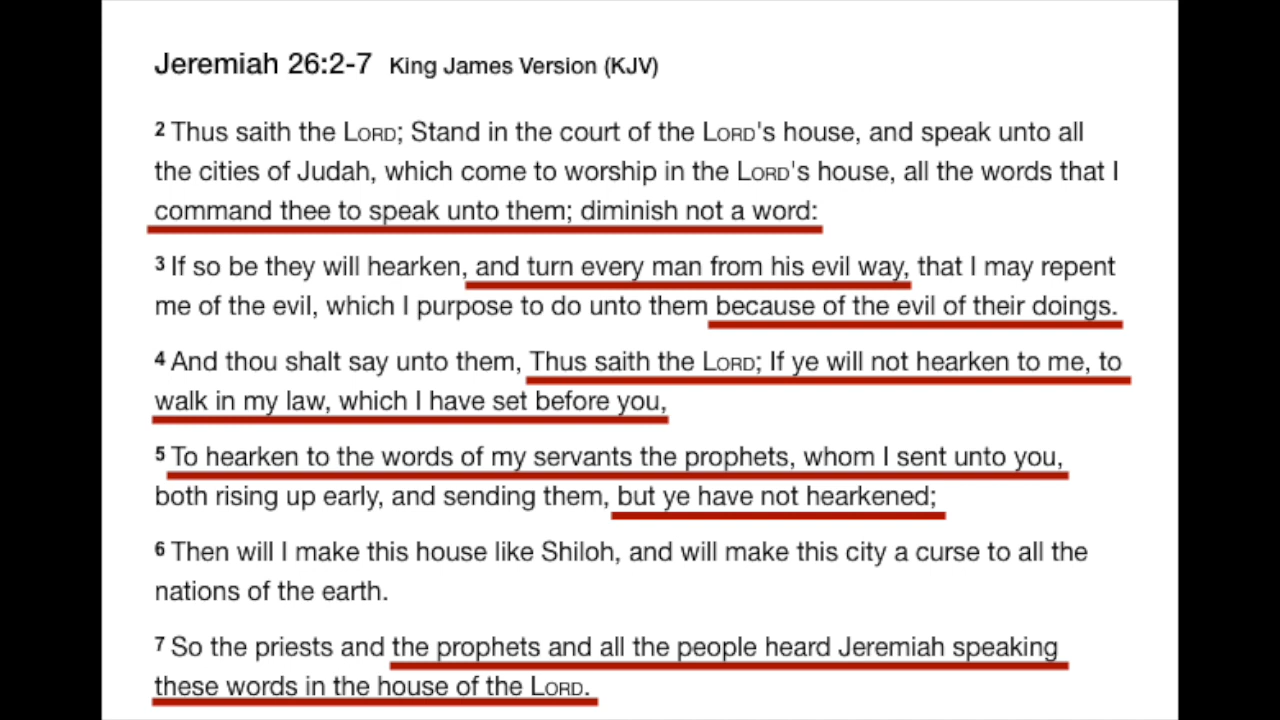 Jeremiah 26:2-7 King James Version (KJV)
2 Thus saith the LORD; Stand in the court of the LORD's house, and speak unto all
the cities of Judah, which come to worship in the LORD's house, all the words that I
command thee to speak unto them; diminish not a word:
3 If so be they will hearken, and turn every man from his evil way, that I may repent
me of the evil, which I purpose to do unto them because of the evil of their doings.
4 And thou shalt say unto them, Thus saith the LORD; If ye will not hearken to me, to
walk in my law, which I have set before you,
5 To hearken to the words of my servants the prophets, whom I sent unto you,
both rising up early, and sending them, but ye have not hearkened;
6 Then will I make this house like Shiloh, and will make this city a curse to all the
nations of the earth.
7 So the priests and the prophets and all the people heard Jeremiah speaking
these words in the house of the LORD.